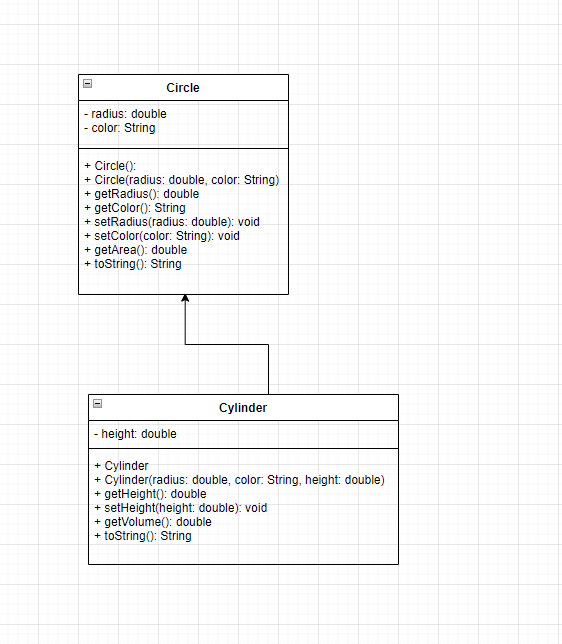 Circle
- radius: double
- color: String
+ Circle():
+ Circle(radius: double, color: String)
+ getRadius(): double
+ getColor(): String
+ setRadius(radius: double): void
+ setColor(color: String): void
+ getArea(): double
+ toString(): String
Cylinder
- height: double
+ Cylinder
+ Cylinder(radius: double, color: String, height: double)
+ getHeight(): double
+ setHeight(height: double): void
+ getVolume(): double
+ toString(): String